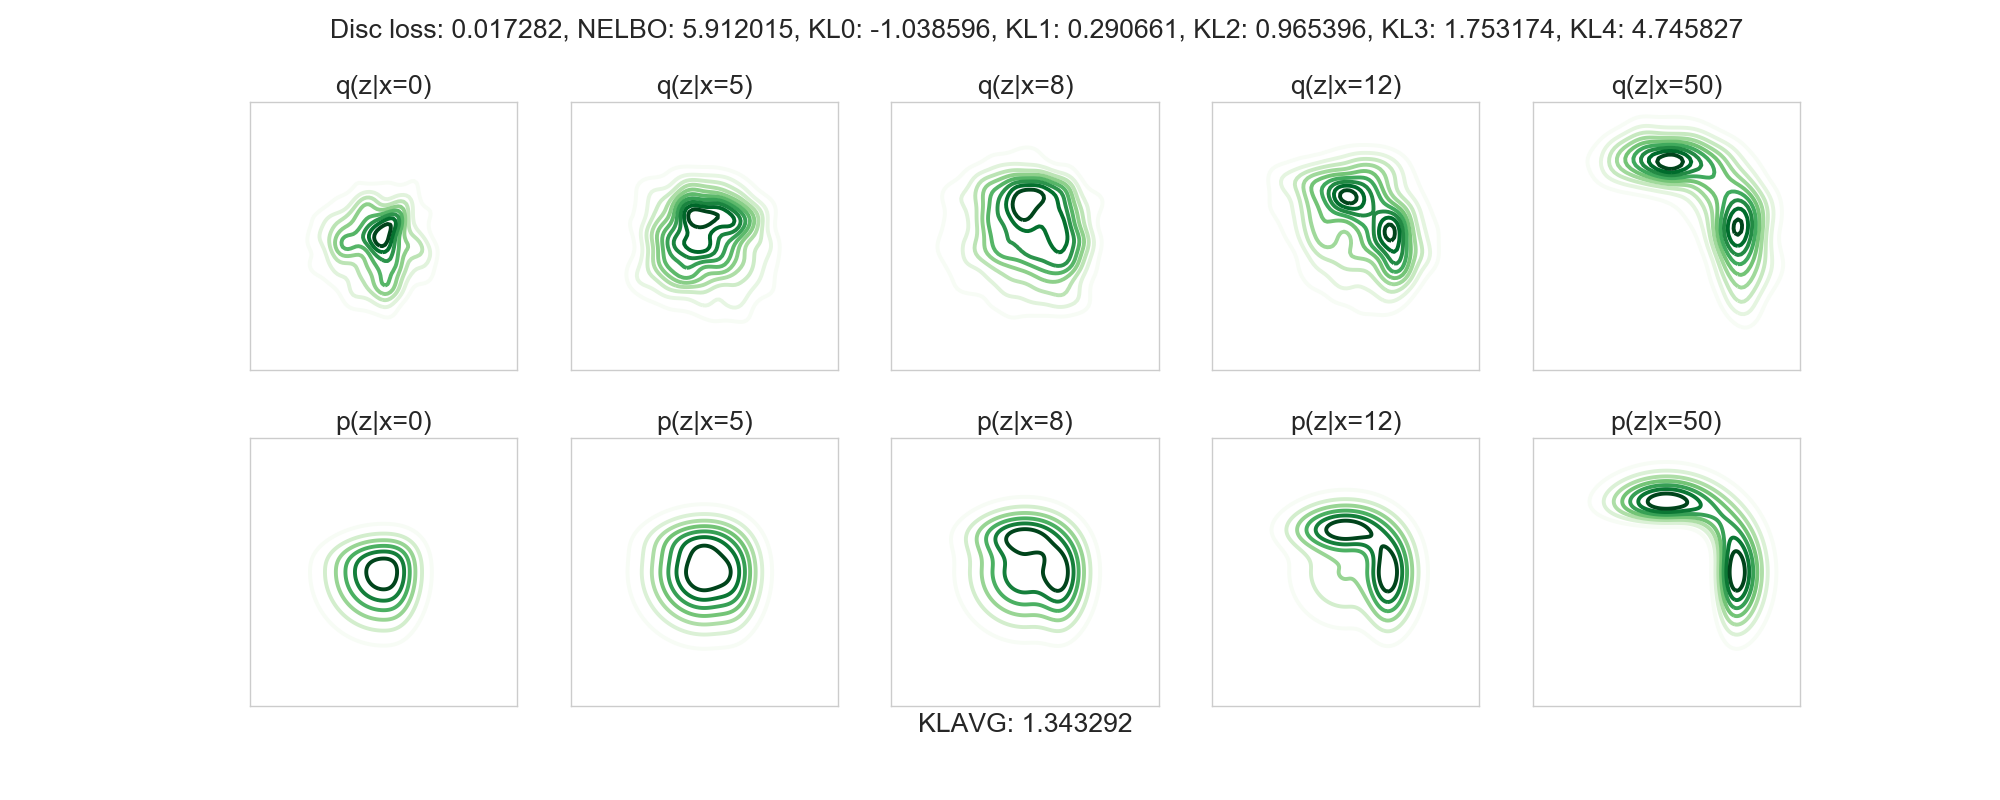 Disc loss: 0.017282, NELBO: 5.912015, KL0: -1.038596, KL1: 0.290661, KL2: 0.965396, KL3: 1.753174, KL4: 4.745827
q(z|x=0) q(z|x=5) q(z|x=8) q(z|x=12) q(z|x=50)
p(z|x=0) p(z|x=5) p(z|x=8) p(z|x=12) p(z|x=50)
KLAVG: 1.343292